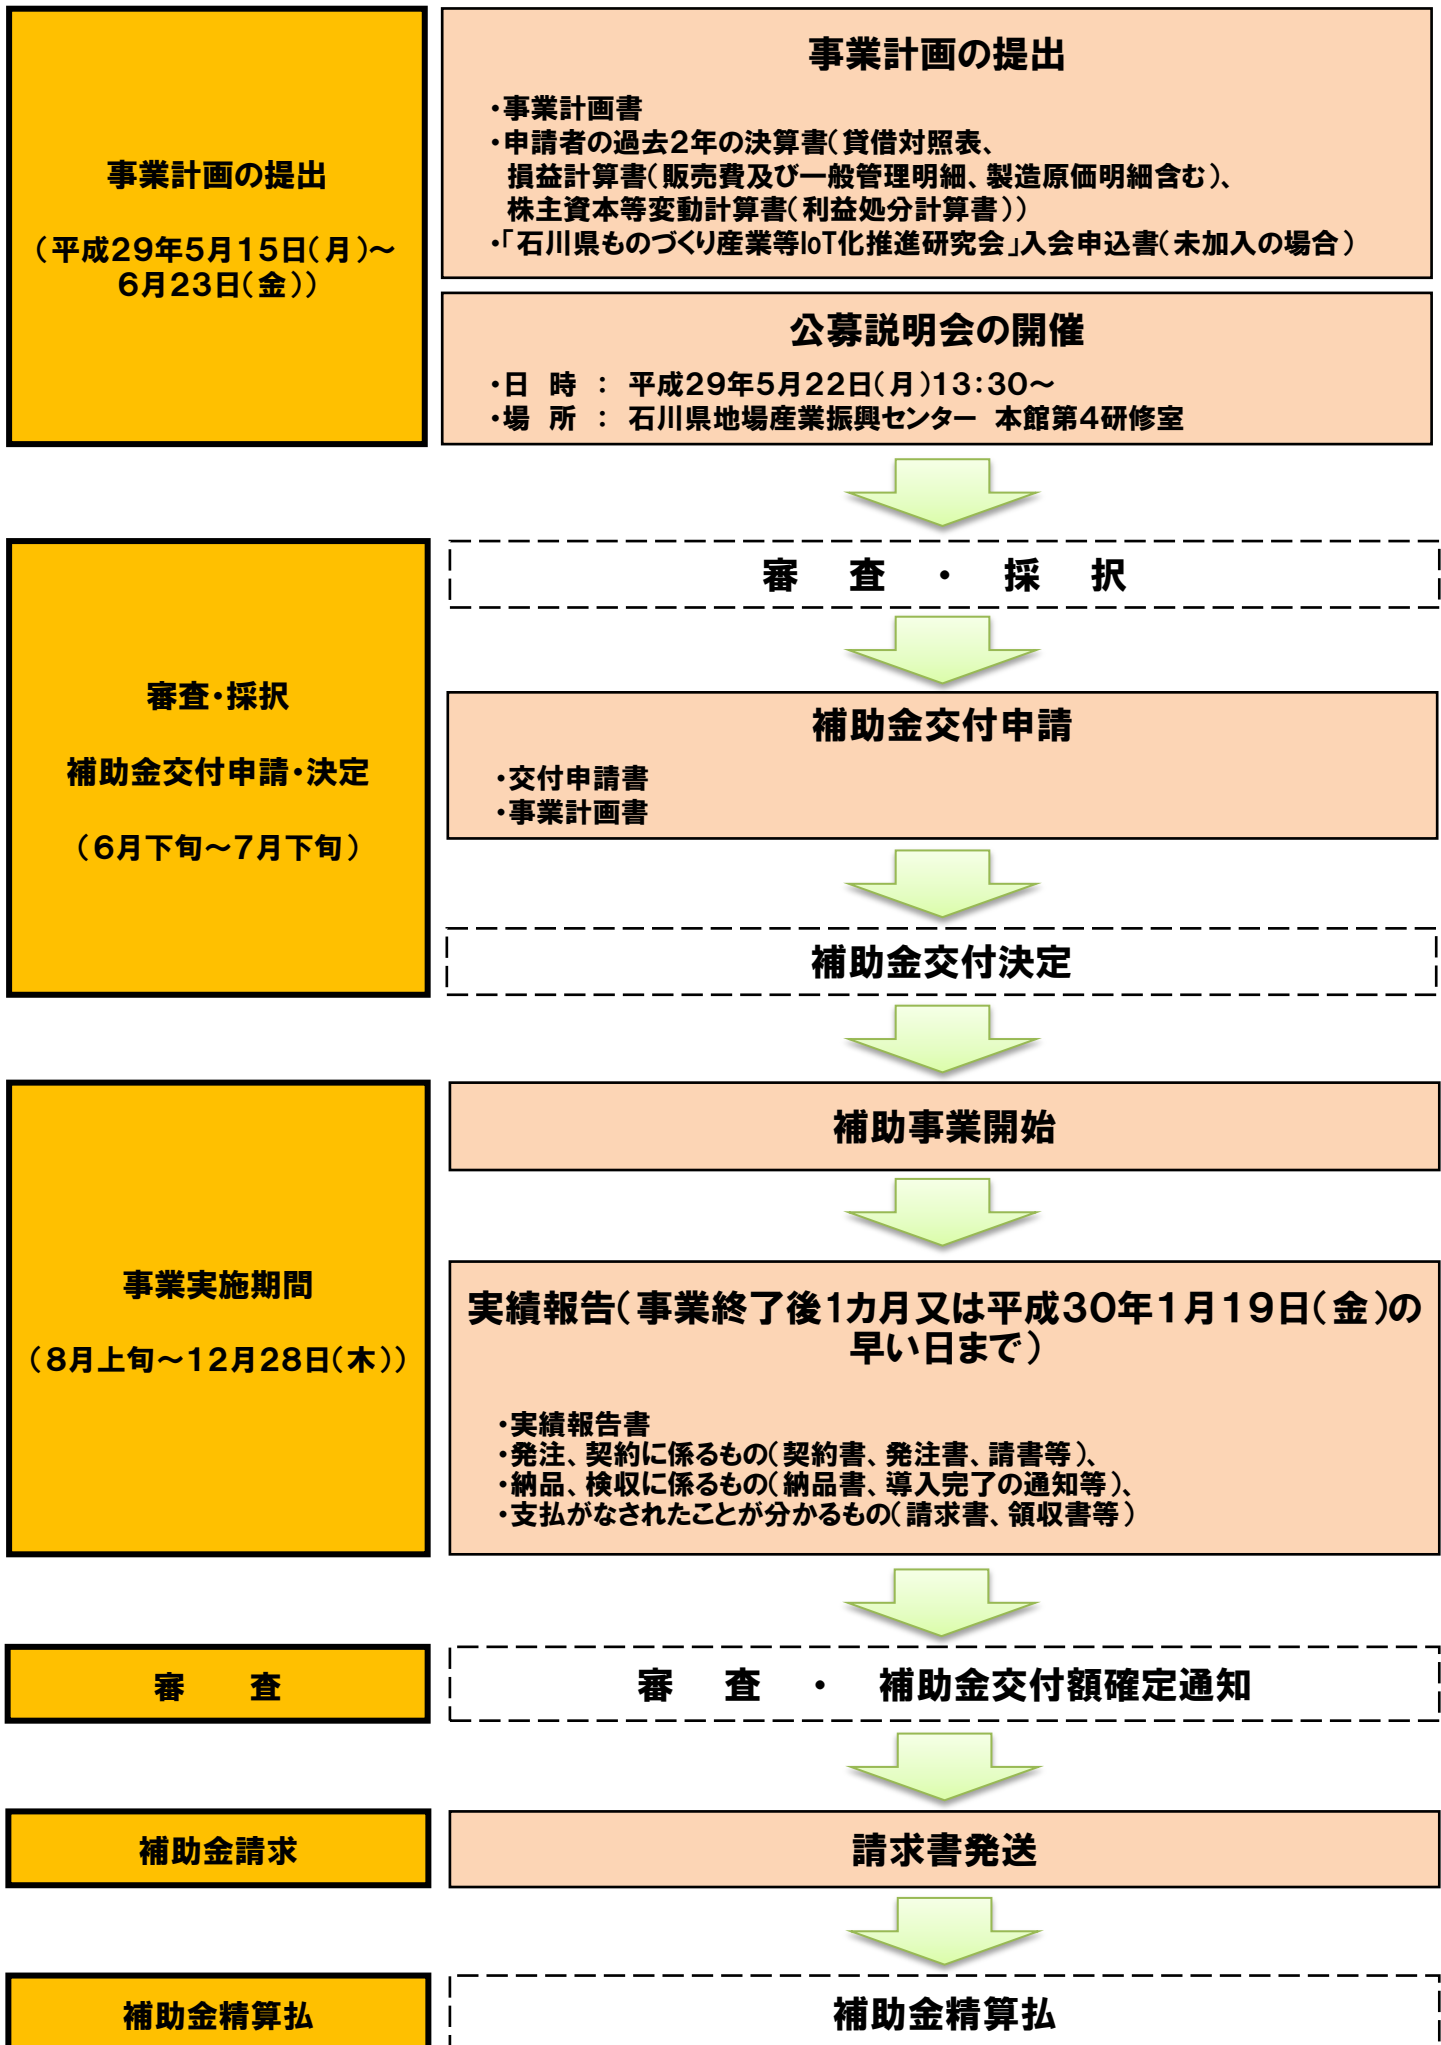 事業計画の提出
（平成29年5月15日（月）～
6月23日（金））
事業計画の提出
・事業計画書
・申請者の過去2年の決算書（貸借対照表、
損益計算書（販売費及び一般管理明細、製造原価明細含む）、
株主資本等変動計算書（利益処分計算書））
・「石川県ものづくり産業等IoT化推進研究会」入会申込書（未加入の場合）
公募説明会の開催
・日　時　：　平成29年5月22日（月）13：30～
・場　所　：　石川県地場産業振興センター　本館第4研修室
審査・採択
補助金交付申請・決定
（6月下旬～7月下旬）
審　査　・　採　択
補助金交付申請
・交付申請書
・事業計画書
補助金交付決定
事業実施期間
（8月上旬～12月28日（木））
補助事業開始
実績報告（事業終了後1カ月又は平成30年1月19日（金）の
早い日まで）
・実績報告書
・発注、契約に係るもの（契約書、発注書、請書等）、
・納品、検収に係るもの（納品書、導入完了の通知等）、
・支払がなされたことが分かるもの（請求書、領収書等）
審　査
審　査　・　補助金交付額確定通知
補助金請求
請求書発送
補助金精算払
補助金精算払